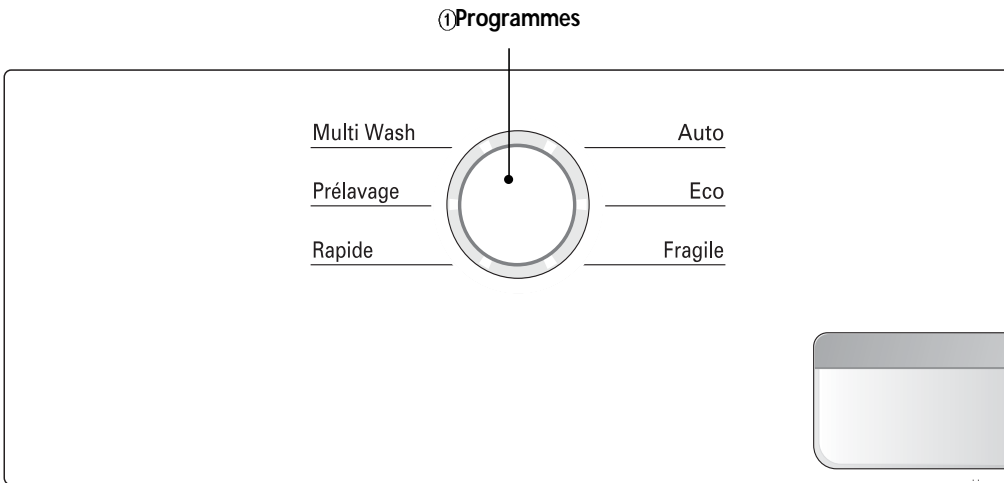 ①Programmes
Multi Wash
Auto
Prélavage
Eco
Rapide
Fragile